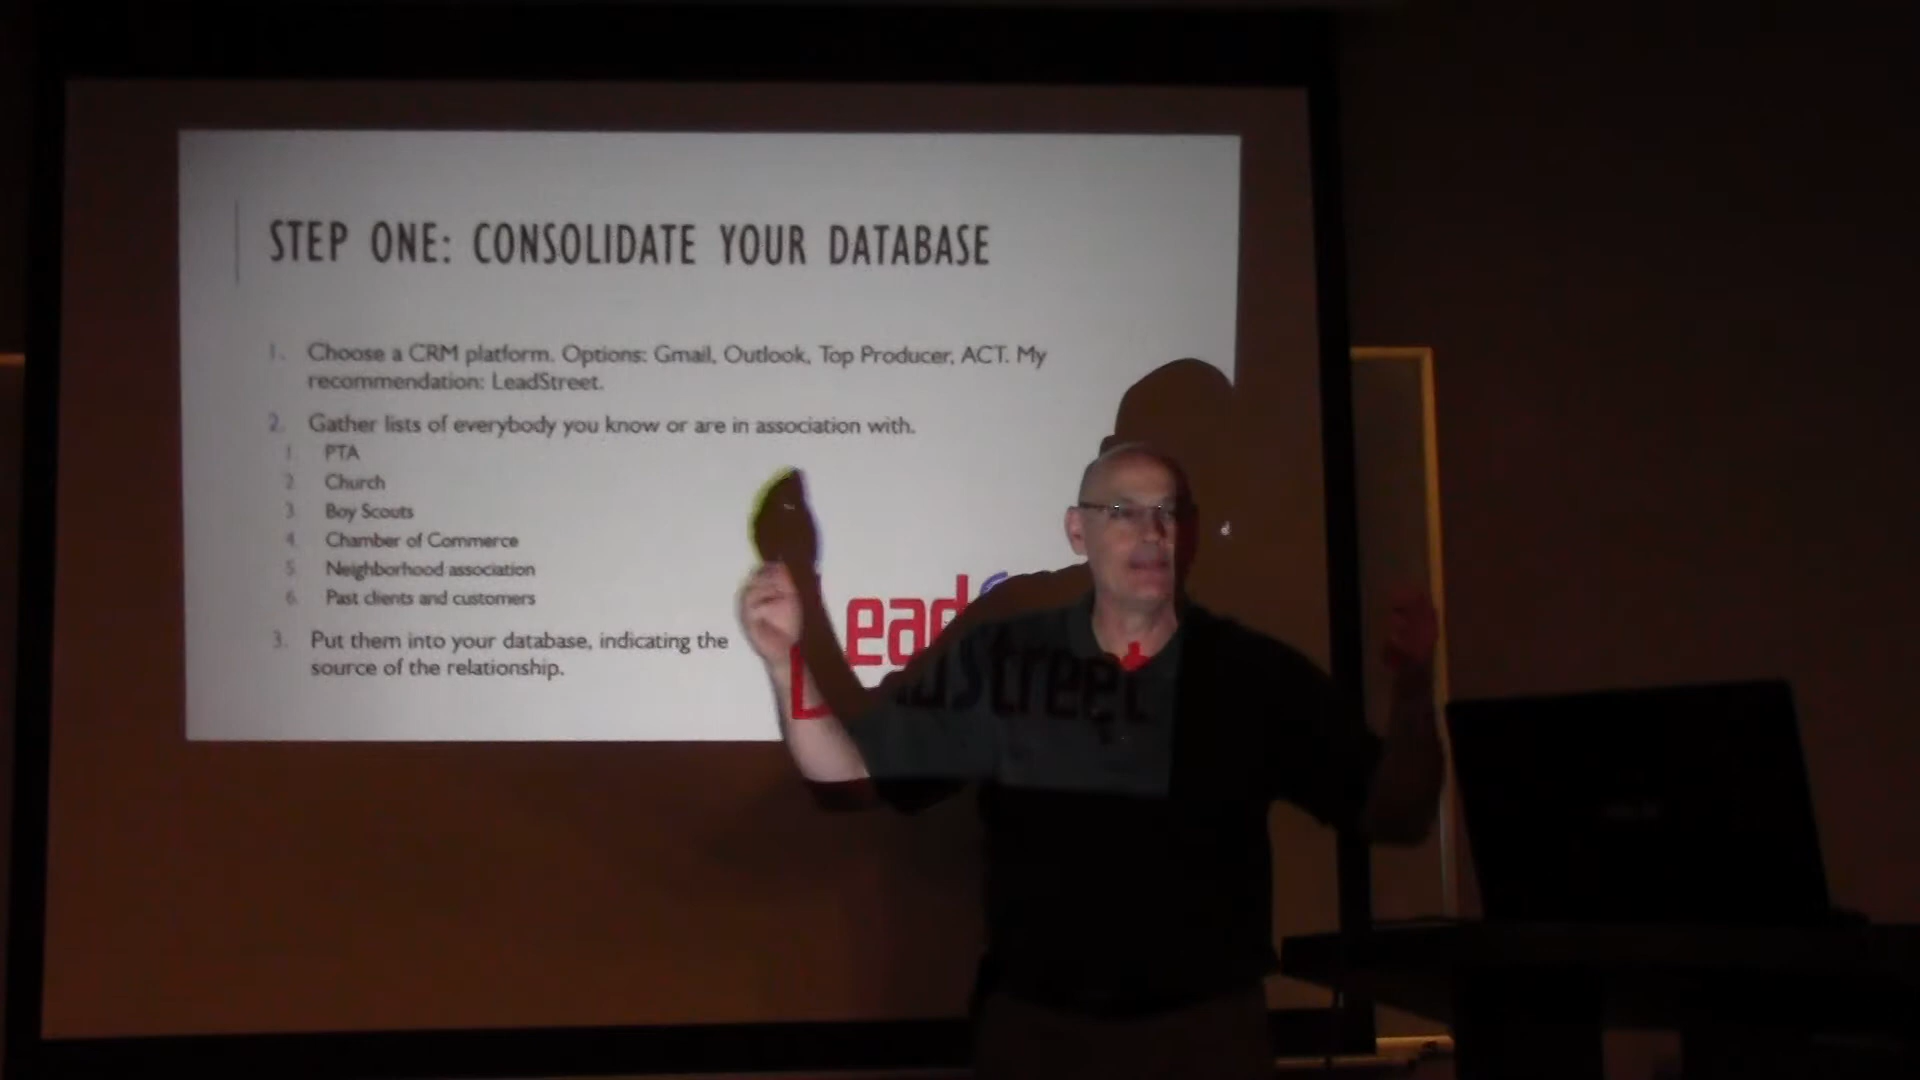 STEP ONE: CONSOLIDATE YOUR DATABASE
1. Choose a CRM platform. Options: Gmail, Outlook, Top Producer, ACT. My
recommendation: LeadStreet.
2. Gather lists of everybody you know or are in association with.
1. PTA
2. Church
3. Boy Scouts
4. Chamber of Commerce
5. Neighborhood association
6. Past clients and customers
3. Put them into your database, indicating the
source of the relationship.
LeadStreet